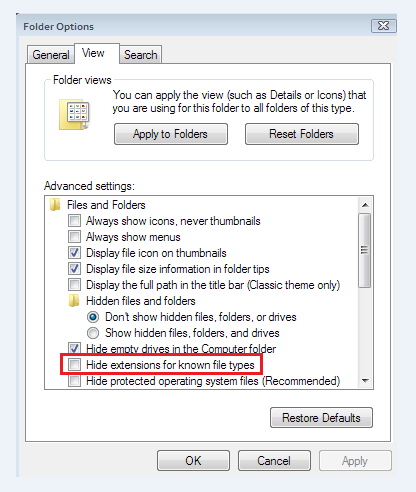 Folder Options
General View Search
Folder views
You can apply the view (such as Details or Icons) that
you are using for this folder to all folders of this type.
Apply to Folders Reset Folders
Advanced settings:
Files and Folders
Always show icons, never thumbnails
Always show menus
Display file icon on thumbnails
Display file size information in folder tips
Display the full path in the title bar (Classic theme only)
Hidden files and folders
Don't show hidden files, folders, or drives
Show hidden files, folders, and drives
Hide empty drives in the Computer folder
Hide extensions for known file types
Hide protected operating system files (Recommended)
Restore Defaults
OK Cancel Apply